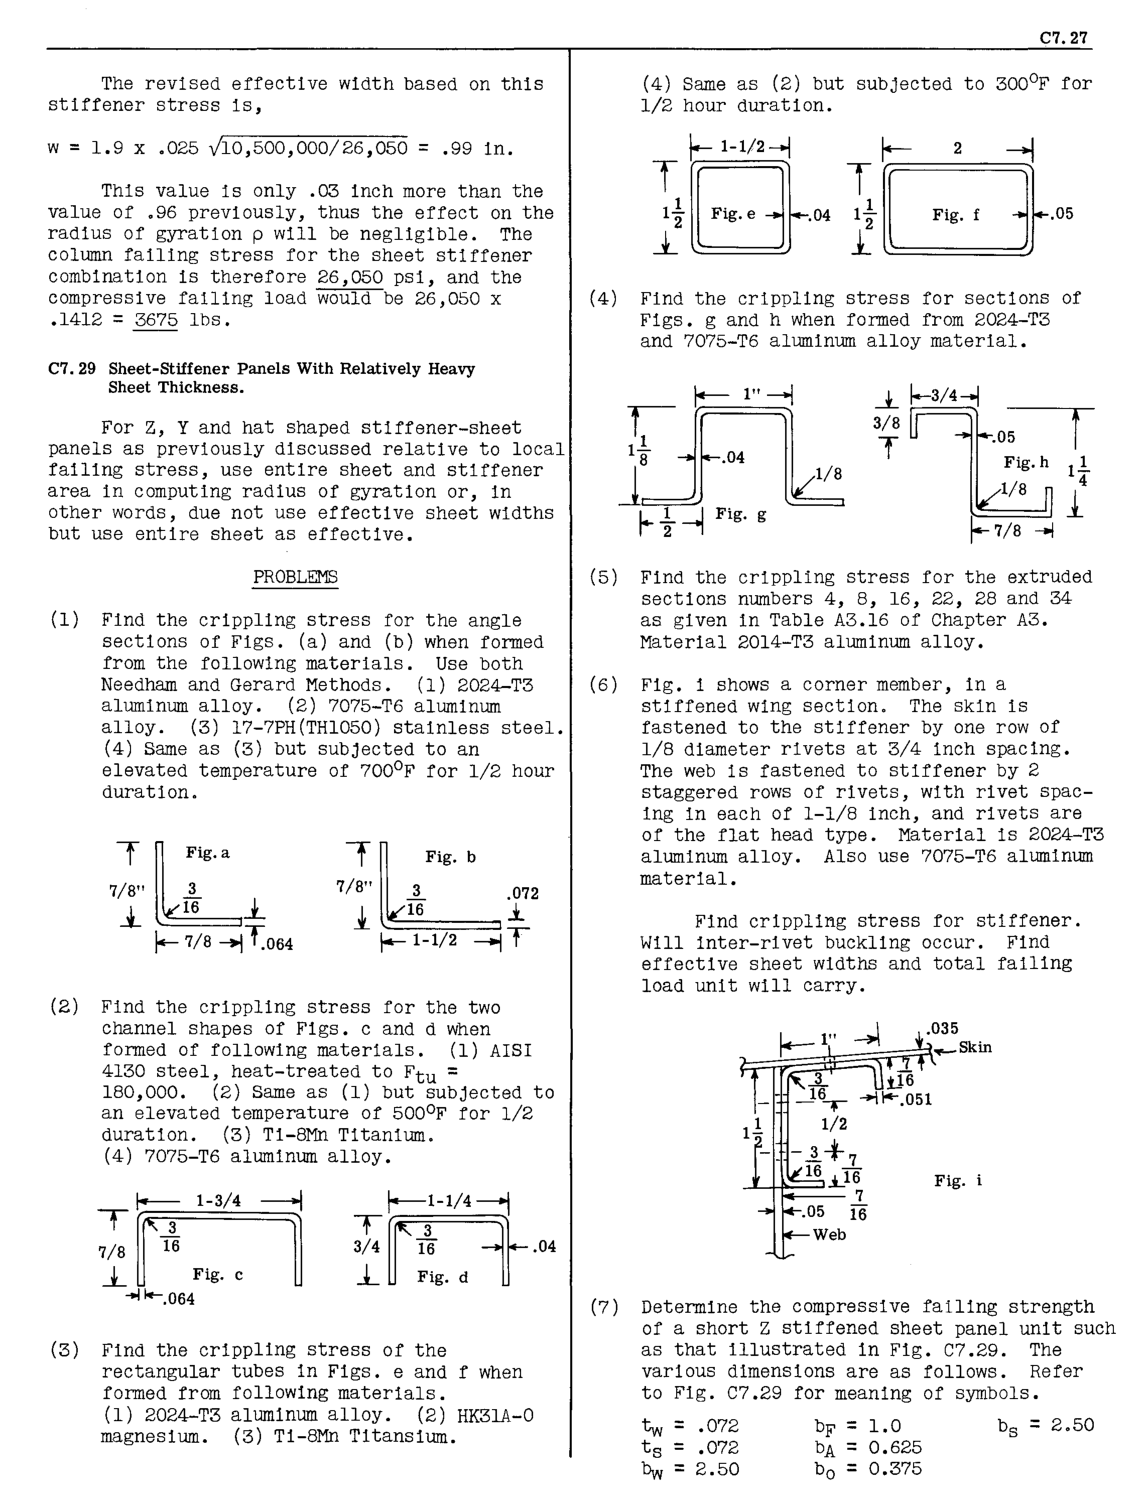 C7.27
The revised effective width based on this
stiffener stress is,
w = 1.9 x .025 √10,500,000/26,050 = .99 in.
This value is only .03 inch more than the
value of .96 previously, thus the effect on the
radius of gyration ρ will be negligible. The
column failing stress for the sheet stiffener
combination is therefore 26,050 psi, and the
compressive failing load would be 26,050 x
.1412 = 3675 lbs.
C7.29 Sheet-Stiffener Panels With Relatively Heavy
Sheet Thickness.
For Z, Y and hat shaped stiffener-sheet
panels as previously discussed relative to local
failing stress, use entire sheet and stiffener
area in computing radius of gyration or, in
other words, due not use effective sheet widths
but use entire sheet as effective.
PROBLEMS
(1) Find the crippling stress for the angle
sections of Figs. (a) and (b) when formed
from the following materials. Use both
Needham and Gerard Methods. (1) 2024-T3
aluminum alloy. (2) 7075-T6 aluminum
alloy. (3) 17-7PH(TH1050) stainless steel.
(4) Same as (3) but subjected to an
elevated temperature of 700°F for 1/2 hour
duration.
Fig. a
7/8"
3/16
7/8
.064
Fig. b
7/8"
3/16
.072
1-1/2
(2) Find the crippling stress for the two
channel shapes of Figs. c and d when
formed of following materials. (1) AISI
4130 steel, heat-treated to Ftu =
180,000. (2) Same as (1) but subjected to
an elevated temperature of 500°F for 1/2
duration. (3) Ti-8Mn Titanium.
(4) 7075-T6 aluminum alloy.
1-3/4
7/8
3/16
Fig. c
.064
1-1/4
3/4
3/16
.04
Fig. d
(3) Find the crippling stress of the
rectangular tubes in Figs. e and f when
formed from following materials.
(1) 2024-T3 aluminum alloy. (2) HK31A-0
magnesium. (3) Ti-8Mn Titansium.
(4) Same as (2) but subjected to 300°F for
1/2 hour duration.
1-1/2
1 1/2
Fig. e
.04
2
1 1/2
Fig. f
.05
(4) Find the crippling stress for sections of
Figs. g and h when formed from 2024-T3
and 7075-T6 aluminum alloy material.
1"
1 1/8
.04
1/8
1/2
Fig. g
3/4
3/8
.05
Fig. h
1 1/4
1/8
7/8
(5) Find the crippling stress for the extruded
sections numbers 4, 8, 16, 22, 28 and 34
as given in Table A3.16 of Chapter A3.
Material 2014-T3 aluminum alloy.
(6) Fig. i shows a corner member, in a
stiffened wing section. The skin is
fastened to the stiffener by one row of
1/8 diameter rivets at 3/4 inch spacing.
The web is fastened to stiffener by 2
staggered rows of rivets, with rivet spac-
ing in each of 1-1/8 inch, and rivets are
of the flat head type. Material is 2024-T3
aluminum alloy. Also use 7075-T6 aluminum
material.
Find crippling stress for stiffener.
Will inter-rivet buckling occur. Find
effective sheet widths and total failing
load unit will carry.
1"
.035
Skin
3/16
7/16
.051
1 1/2
1/2
3/16
7/16
Fig. i
7/16
.05
Web
(7) Determine the compressive failing strength
of a short Z stiffened sheet panel unit such
as that illustrated in Fig. C7.29. The
various dimensions are as follows. Refer
to Fig. C7.29 for meaning of symbols.
tw = .072 bF = 1.0 bs = 2.50
ts = .072 bA = 0.625
bw = 2.50 bo = 0.375